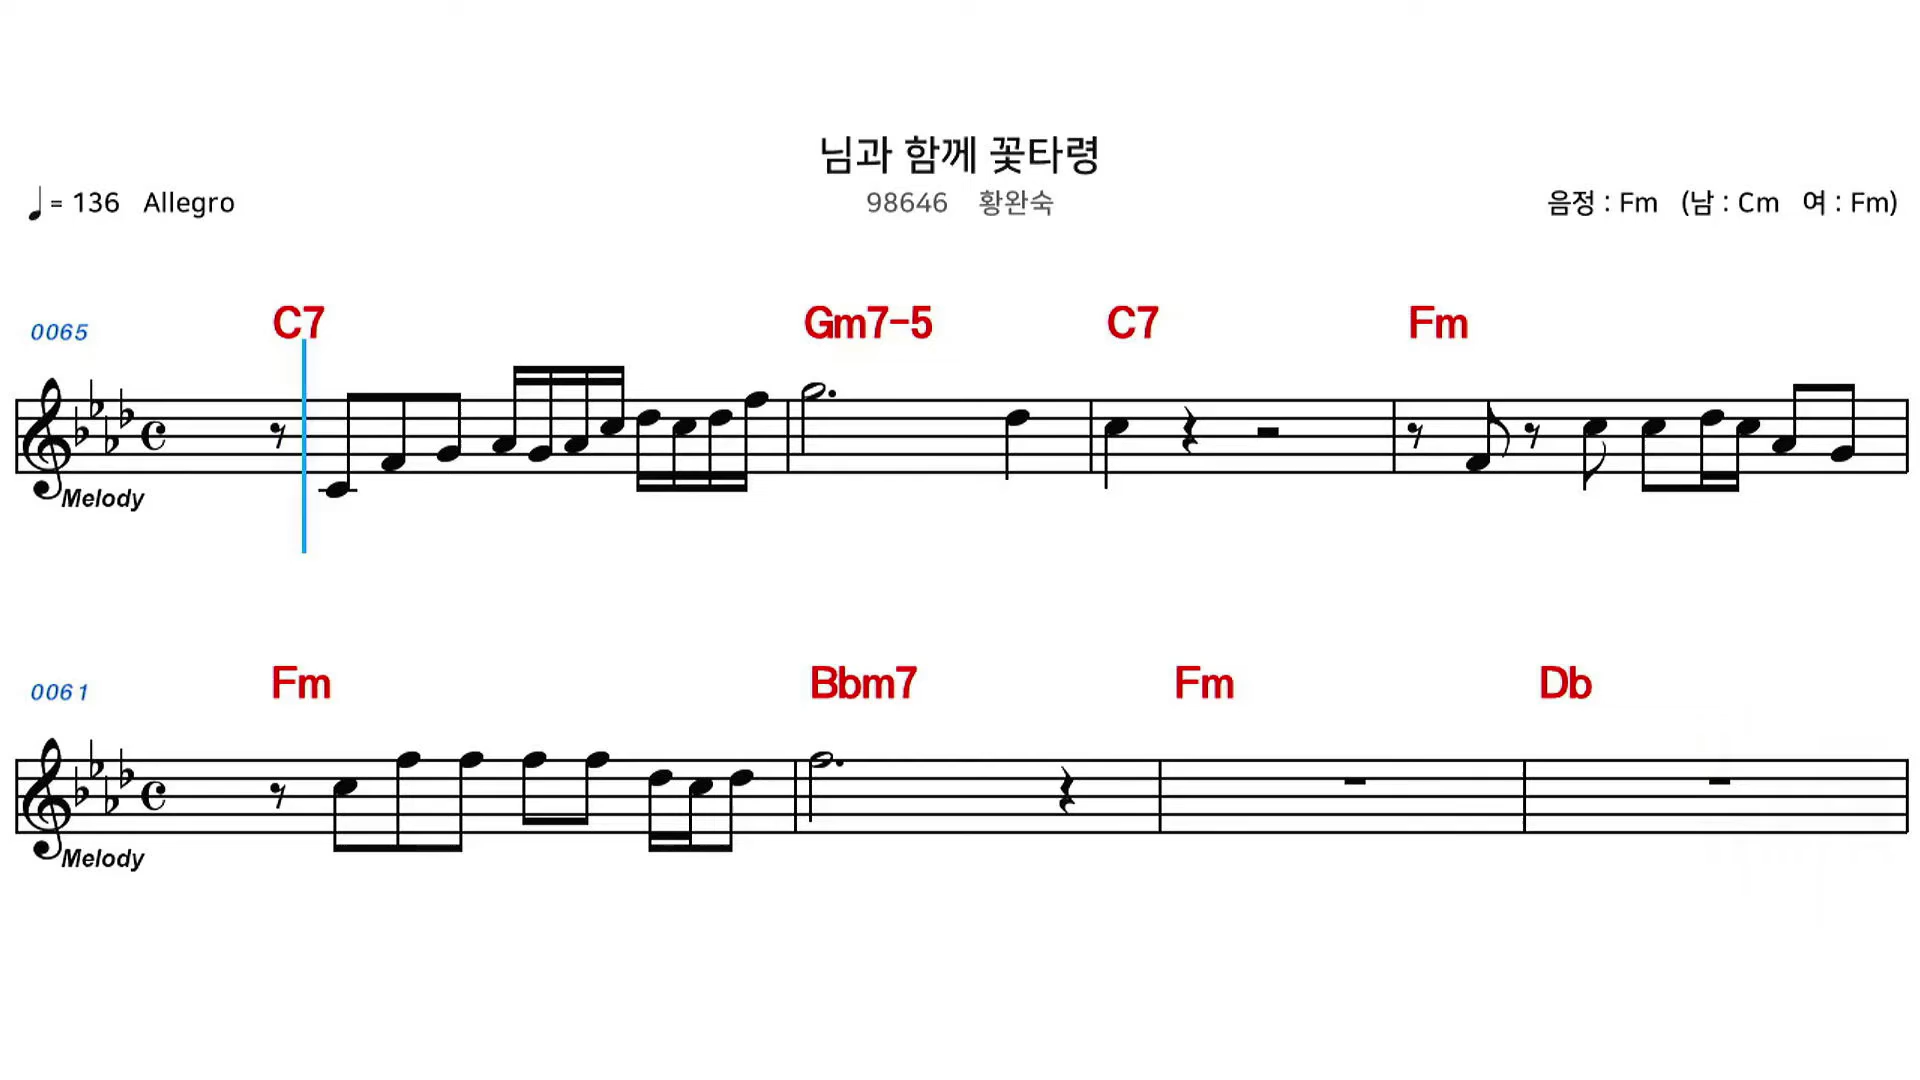 님과 함께 꽃타령
♩= 136 Allegro
98646 황완숙
음정 : Fm (남 : Cm 여 : Fm)
0065 C7 Gm7-5 C7 Fm
Melody
0061 Fm Bbm7 Fm Db
Melody